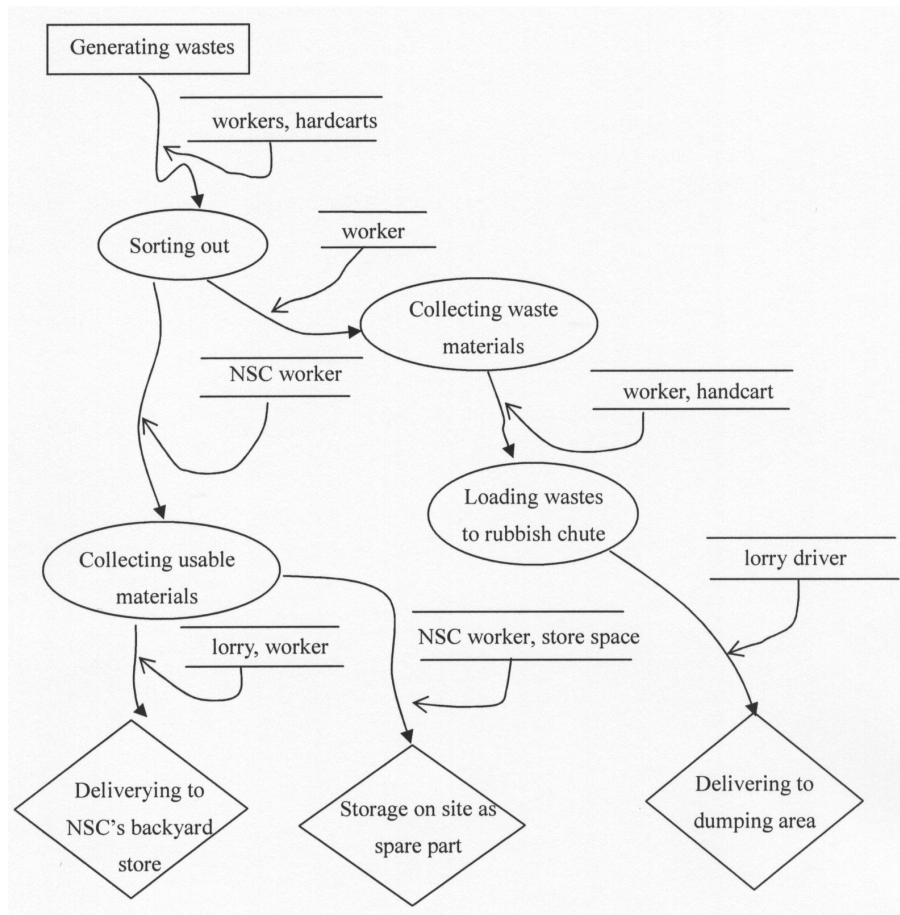 Generating wastes
workers, hardcarts
Sorting out
worker
Collecting waste
materials
NSC worker
worker, handcart
Loading wastes
to rubbish chute
Collecting usable
materials
lorry driver
lorry, worker
NSC worker, store space
Deliverying to
NSC's backyard
store
Storage on site as
spare part
Delivering to
dumping area